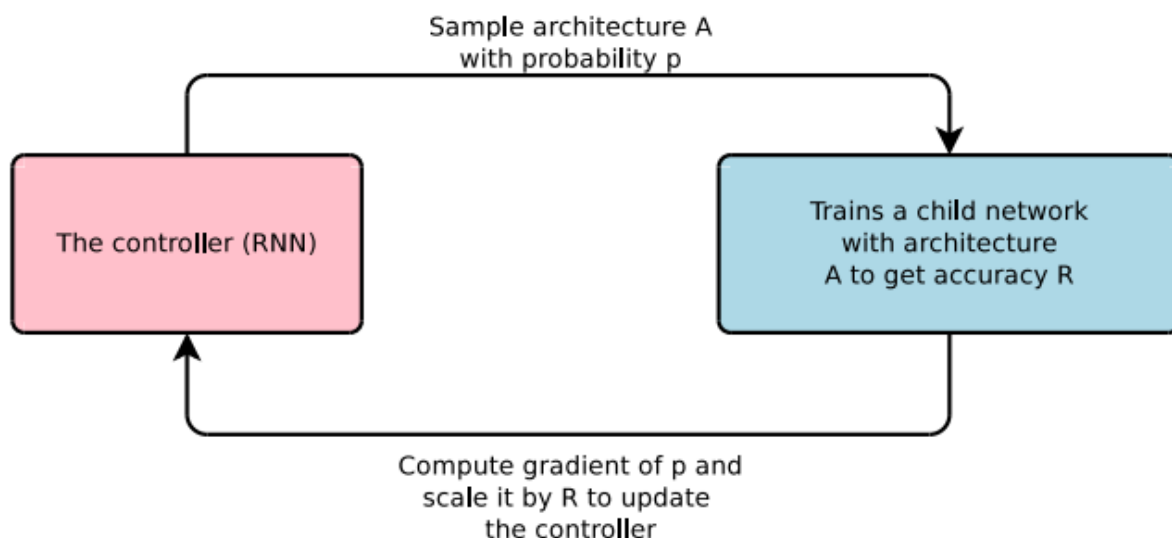 Sample architecture A
with probability p
The controller (RNN)
Trains a child network
with architecture
A to get accuracy R
Compute gradient of p and
scale it by R to update
the controller